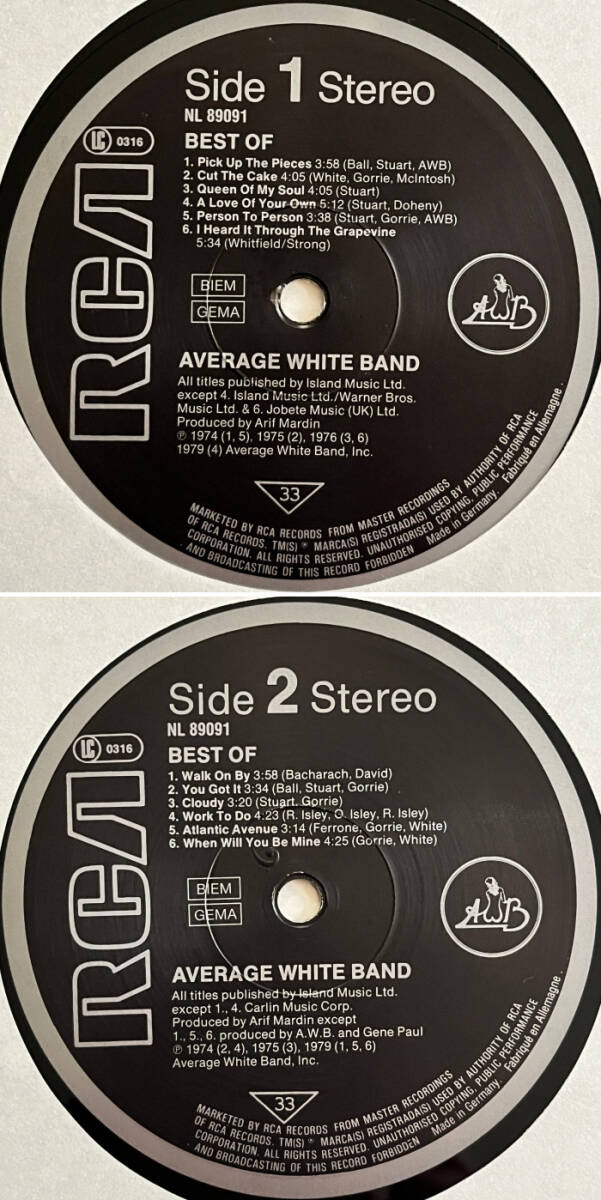 Side 1 Stereo
NL 89091
BEST OF
LC 0316
1. Pick Up The Pieces 3:58 (Ball, Stuart, AWB)
2. Cut The Cake 4:05 (White, Gorrie, McIntosh)
3. Queen Of My Soul 4:05 (Stuart)
4. A Love Of Your Own 5:12 (Stuart, Doheny)
5. Person To Person 3:38 (Stuart, Gorrie, AWB)
6. I Heard It Through The Grapevine
5:34 (Whitfield/Strong)
RCA
BIEM
GEMA
AWB
AVERAGE WHITE BAND
All titles published by Island Music Ltd.
except 4. Island Music Ltd./Warner Bros.
Music Ltd. & 6. Jobete Music (UK) Ltd.
Produced by Arif Mardin
℗ 1974 (1, 5), 1975 (2), 1976 (3, 6)
1979 (4) Average White Band, Inc.
33
MARKETED BY RCA RECORDS FROM MASTER RECORDINGS
OF RCA RECORDS. TM(S) ® MARCA(S) REGISTRADA(S) USED BY AUTHORITY OF RCA
CORPORATION. ALL RIGHTS RESERVED. UNAUTHORISED COPYING, PUBLIC PERFORMANCE
AND BROADCASTING OF THIS RECORD FORBIDDEN Made in Germany. Fabriqué en Allemagne.
Side 2 Stereo
NL 89091
BEST OF
LC 0316
1. Walk On By 3:58 (Bacharach, David)
2. You Got It 3:34 (Ball, Stuart, Gorrie)
3. Cloudy 3:20 (Stuart, Gorrie)
4. Work To Do 4:23 (R. Isley, O. Isley, R. Isley)
5. Atlantic Avenue 3:14 (Ferrone, Gorrie, White)
6. When Will You Be Mine 4:25 (Gorrie, White)
RCA
BIEM
GEMA
AWB
AVERAGE WHITE BAND
All titles published by Island Music Ltd.
except 1., 4. Carlin Music Corp.
Produced by Arif Mardin except
1., 5., 6. produced by A.W.B. and Gene Paul
℗ 1974 (2, 4), 1975 (3), 1979 (1, 5, 6)
Average White Band, Inc.
33
MARKETED BY RCA RECORDS FROM MASTER RECORDINGS
OF RCA RECORDS. TM(S) ® MARCA(S) REGISTRADA(S) USED BY AUTHORITY OF RCA
CORPORATION. ALL RIGHTS RESERVED. UNAUTHORISED COPYING, PUBLIC PERFORMANCE
AND BROADCASTING OF THIS RECORD FORBIDDEN Made in Germany. Fabriqué en Allemagne.